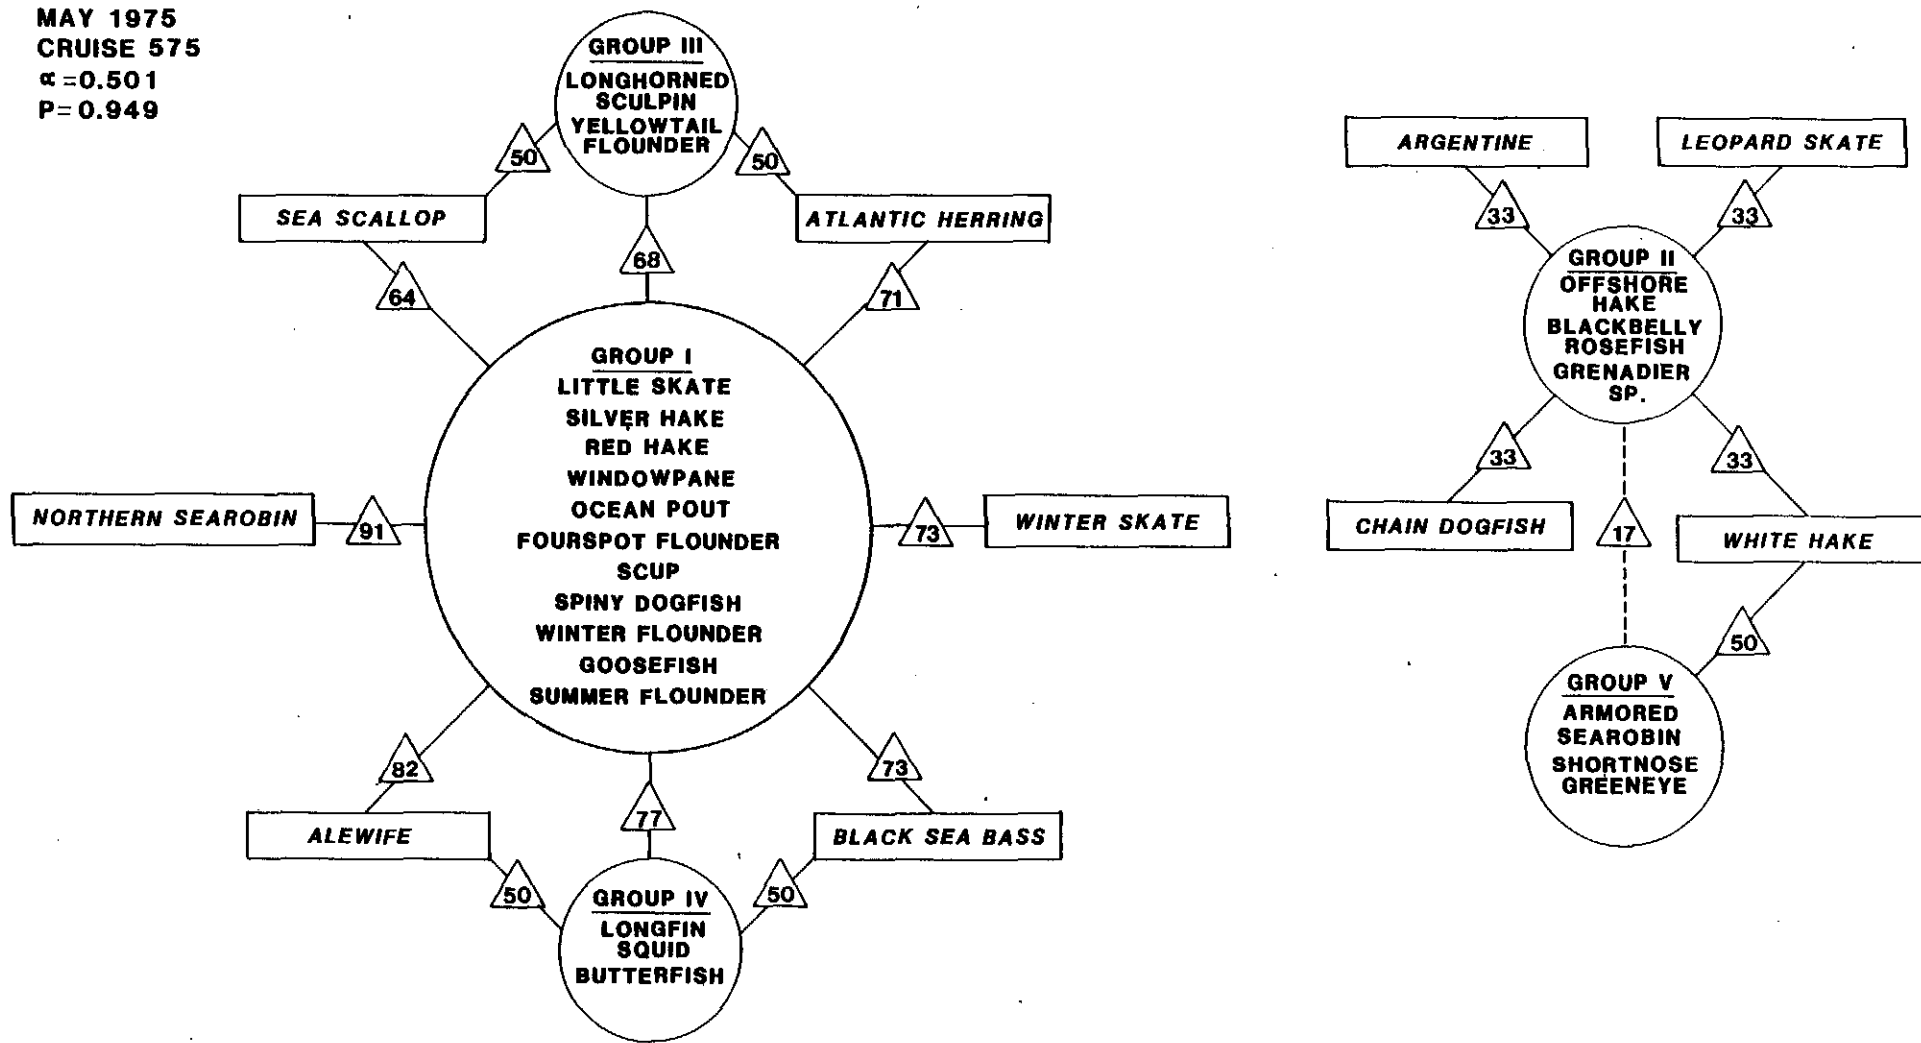 MAY 1975
CRUISE 575
α=0.501
P=0.949
GROUP III
LONGHORNED
SCULPIN
YELLOWTAIL
FLOUNDER
50
50
SEA SCALLOP
ATLANTIC HERRING
68
64
71
GROUP I
LITTLE SKATE
SILVER HAKE
RED HAKE
WINDOWPANE
OCEAN POUT
FOURSPOT FLOUNDER
SCUP
SPINY DOGFISH
WINTER FLOUNDER
GOOSEFISH
SUMMER FLOUNDER
NORTHERN SEAROBIN
91
73
WINTER SKATE
82
77
73
ALEWIFE
BLACK SEA BASS
50
50
GROUP IV
LONGFIN
SQUID
BUTTERFISH
ARGENTINE
LEOPARD SKATE
33
33
GROUP II
OFFSHORE
HAKE
BLACKBELLY
ROSEFISH
GRENADIER
SP.
33
33
CHAIN DOGFISH
17
WHITE HAKE
50
GROUP V
ARMORED
SEAROBIN
SHORTNOSE
GREENEYE